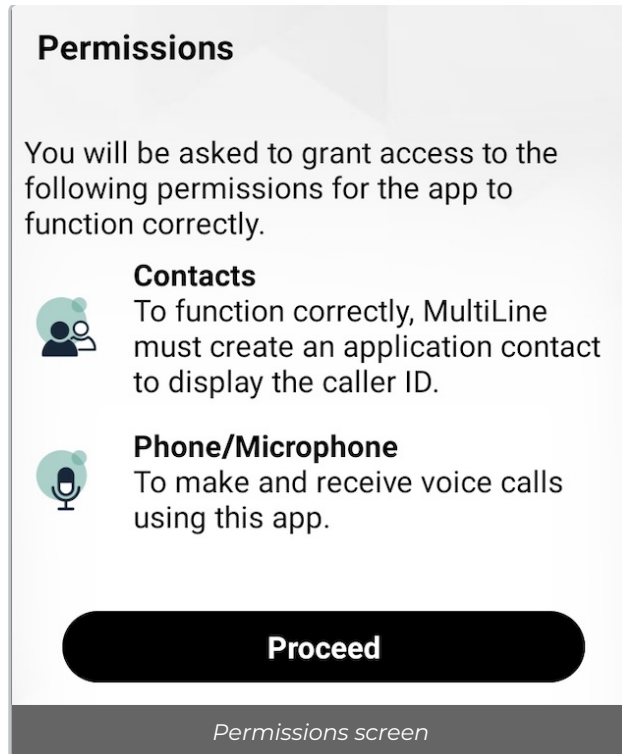 Permissions
You will be asked to grant access to the
following permissions for the app to
function correctly.
Contacts
To function correctly, MultiLine
must create an application contact
to display the caller ID.
Phone/Microphone
To make and receive voice calls
using this app.
Proceed
Permissions screen